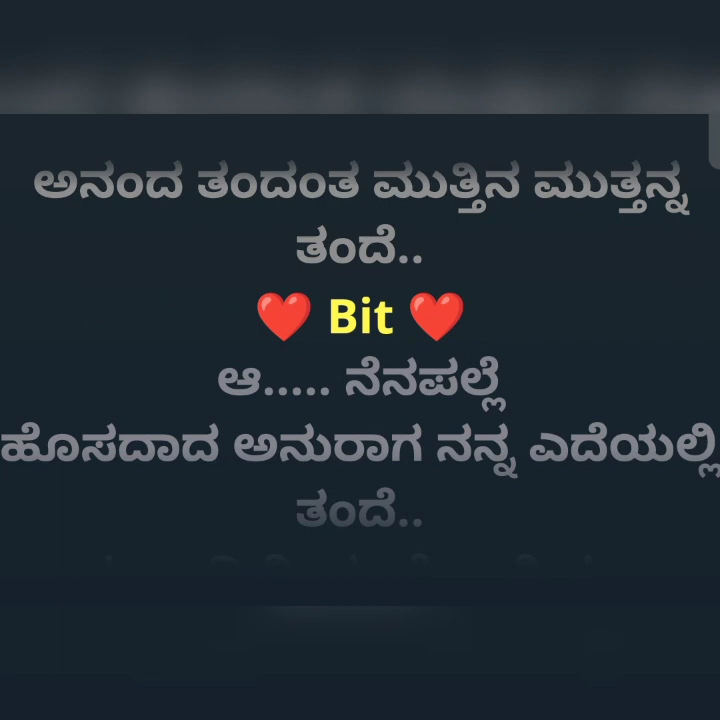 ಅನಂದ ತಂದಂತ ಮುತ್ತಿನ ಮುತ್ತನ್ನ
ತಂದೆ..
❤️ Bit ❤️
ಆ..... ನೆನಪಲ್ಲೆ
ಹೊಸದಾದ ಅನುರಾಗ ನನ್ನ ಎದೆಯಲ್ಲಿ
ತಂದೆ..